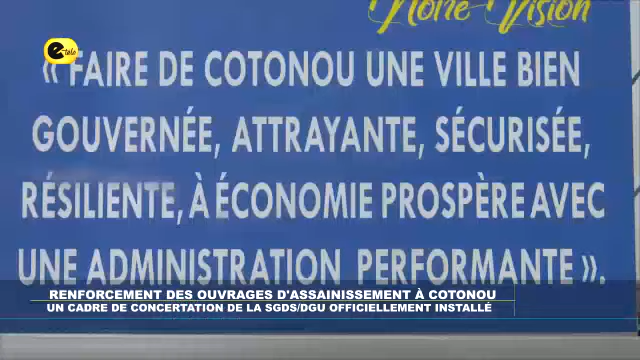 Notre Vision
e télé
« FAIRE DE COTONOU UNE VILLE BIEN
GOUVERNÉE, ATTRAYANTE, SÉCURISÉE,
RÉSILIENTE, À ÉCONOMIE PROSPÈRE AVEC
UNE ADMINISTRATION PERFORMANTE ».
RENFORCEMENT DES OUVRAGES D'ASSAINISSEMENT À COTONOU
UN CADRE DE CONCERTATION DE LA SGDS/DGU OFFICIELLEMENT INSTALLÉ